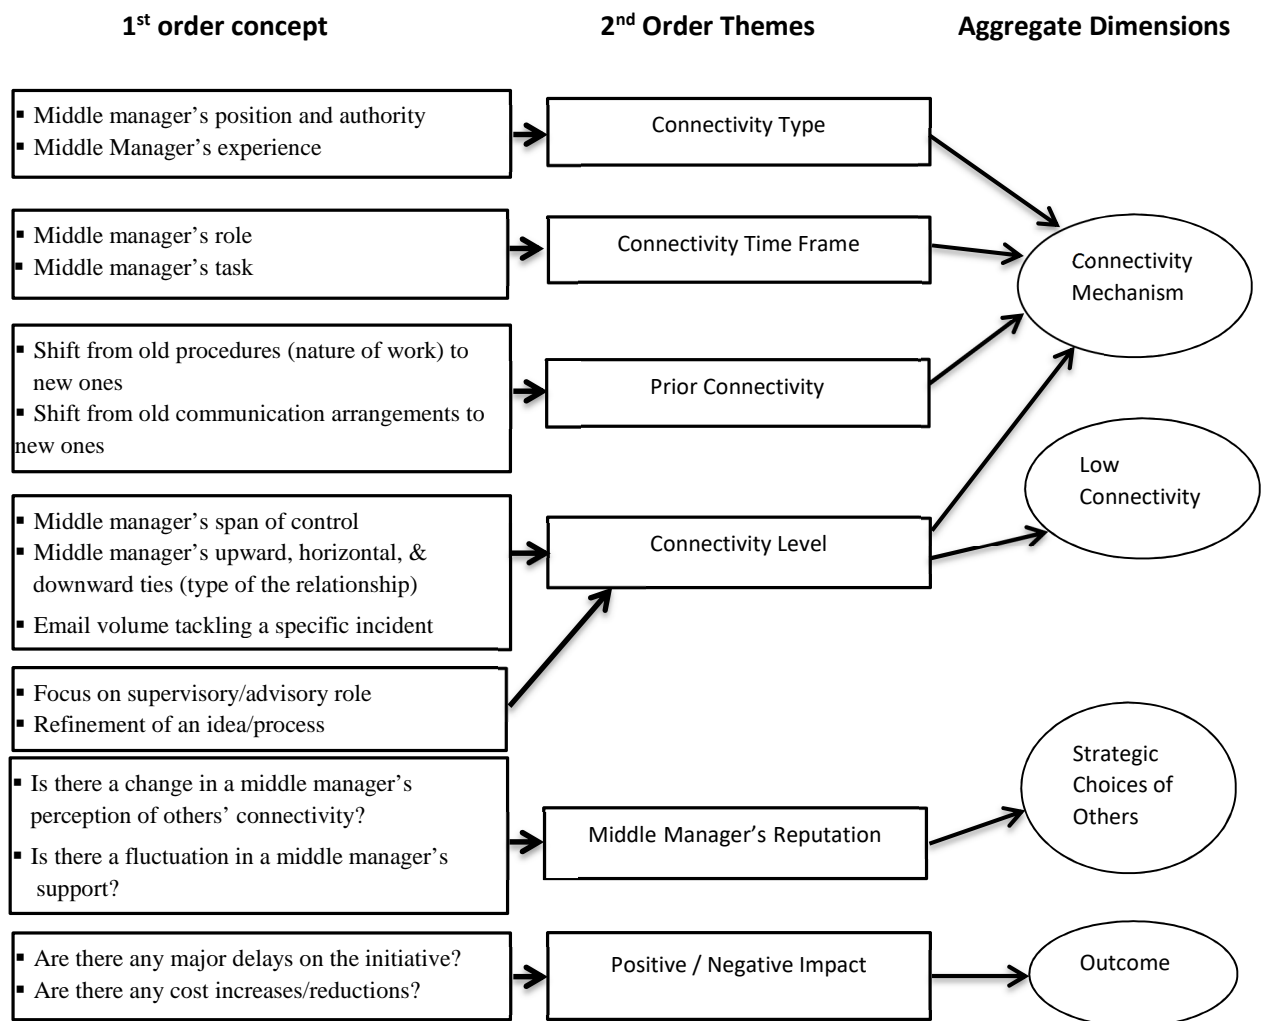 1st order concept
2nd Order Themes
Aggregate Dimensions
▪ Middle manager’s position and authority
▪ Middle Manager’s experience
Connectivity Type
▪ Middle manager’s role
▪ Middle manager’s task
Connectivity Time Frame
Connectivity
Mechanism
▪ Shift from old procedures (nature of work) to
new ones
▪ Shift from old communication arrangements to
new ones
Prior Connectivity
Low
Connectivity
▪ Middle manager’s span of control
▪ Middle manager’s upward, horizontal, &
downward ties (type of the relationship)
▪ Email volume tackling a specific incident
Connectivity Level
▪ Focus on supervisory/advisory role
▪ Refinement of an idea/process
▪ Is there a change in a middle manager’s
perception of others’ connectivity?
▪ Is there a fluctuation in a middle manager’s
support?
Middle Manager’s Reputation
Strategic
Choices of
Others
▪ Are there any major delays on the initiative?
▪ Are there any cost increases/reductions?
Positive / Negative Impact
Outcome